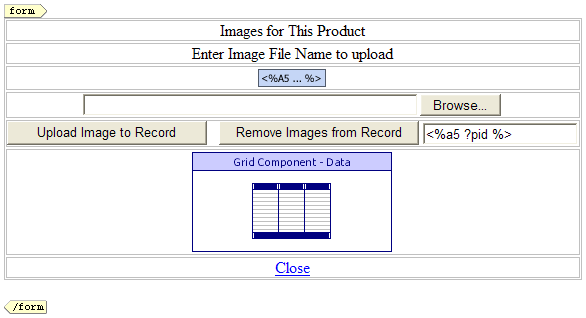 form
Images for This Product
Enter Image File Name to upload
<%A5 ... %>
Browse...
Upload Image to Record Remove Images from Record <%a5 ?pid %>
Grid Component - Data
Close
/form